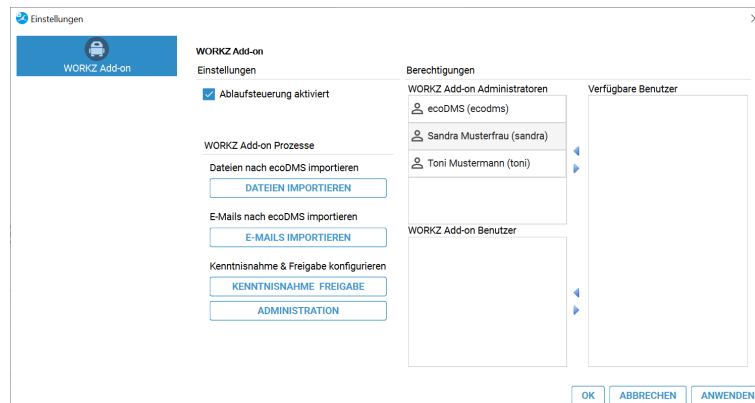 Einstellungen
WORKZ Add-on
WORKZ Add-on
Einstellungen
Ablaufsteuerung aktiviert
WORKZ Add-on Prozesse
Dateien nach ecoDMS importieren
DATEIEN IMPORTIEREN
E-Mails nach ecoDMS importieren
E-MAILS IMPORTIEREN
Kenntnisnahme & Freigabe konfigurieren
KENNTNISNAHME FREIGABE
ADMINISTRATION
Berechtigungen
WORKZ Add-on Administratoren
ecoDMS (ecodms)
Sandra Musterfrau (sandra)
Toni Mustermann (toni)
WORKZ Add-on Benutzer
Verfügbare Benutzer
OK
ABBRECHEN
ANWENDEN